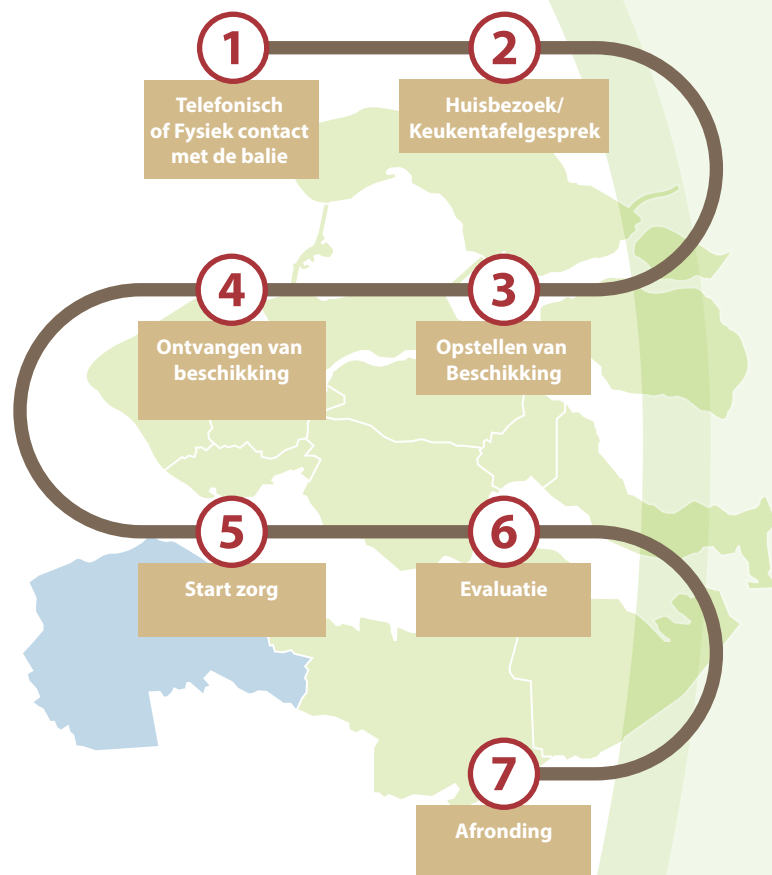 1
Telefonisch
of Fysiek contact
met de balie
2
Huisbezoek/
Keukentafelgesprek
3
Opstellen van
Beschikking
4
Ontvangen van
beschikking
5
Start zorg
6
Evaluatie
7
Afronding